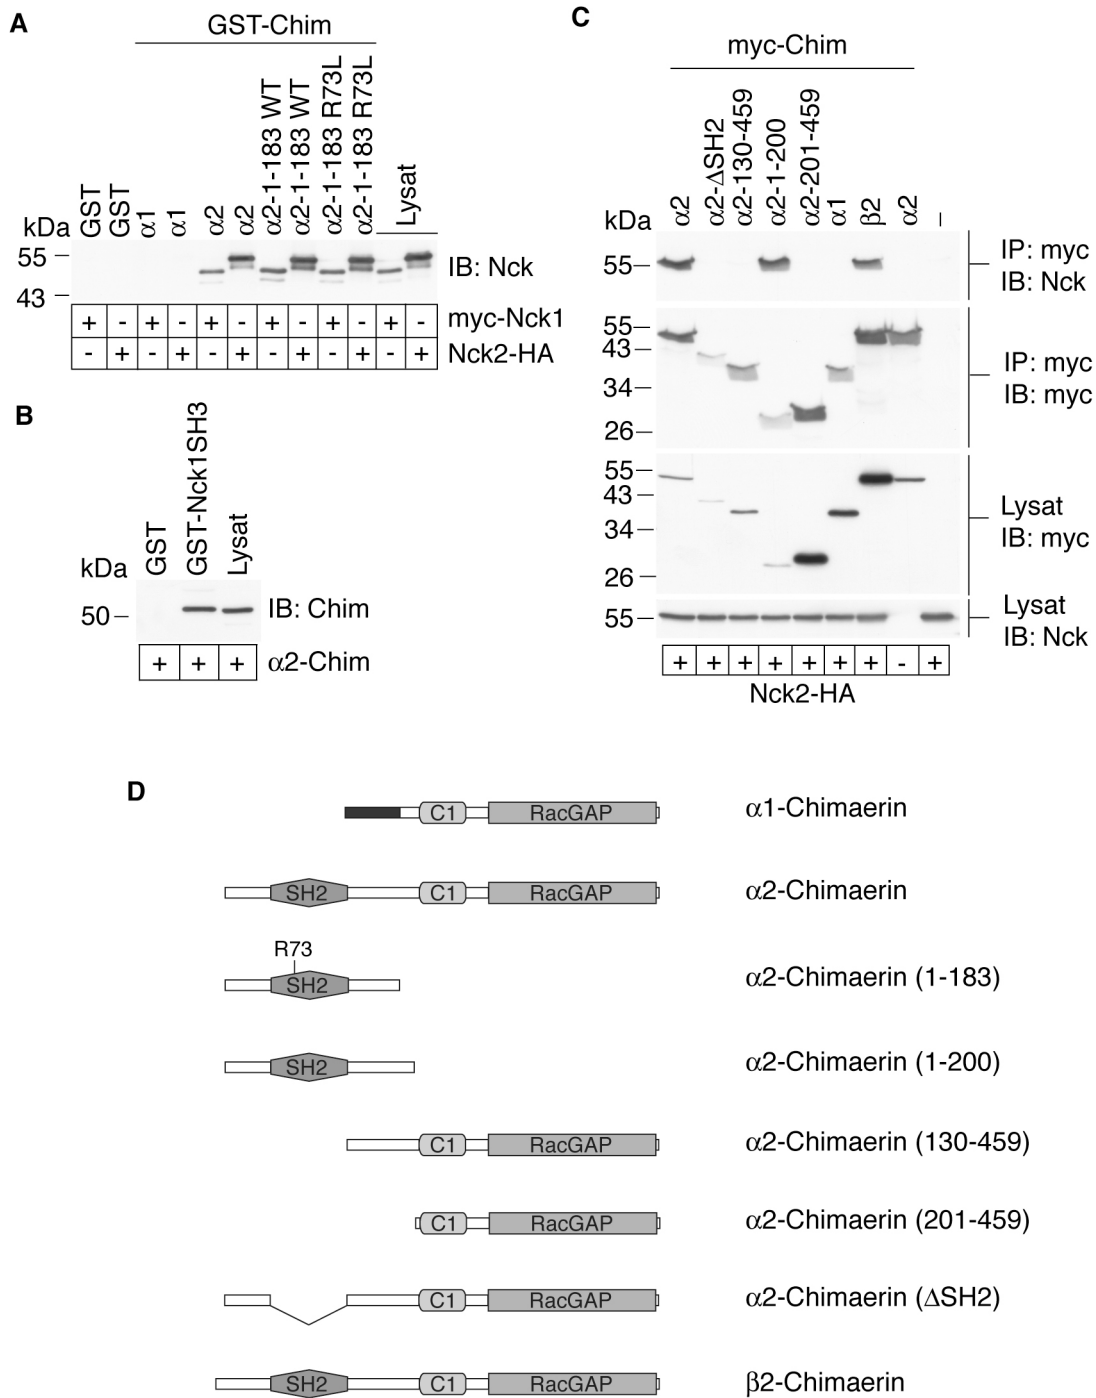 A
GST-Chim
GST
GST
α1
α1
α2
α2
α2-1-183 WT
α2-1-183 WT
α2-1-183 R73L
α2-1-183 R73L
Lysat
kDa
55
43
IB: Nck
+ - + - + - + - + - + - myc-Nck1
- + - + - + - + - + - + Nck2-HA
B
GST
GST-Nck1SH3
Lysat
kDa
50
IB: Chim
+ + + α2-Chim
C
myc-Chim
α2
α2-ΔSH2
α2-130-459
α2-1-200
α2-201-459
α1
β2
α2
–
kDa
55
IP: myc
IB: Nck
55
43
34
26
IP: myc
IB: myc
55
43
34
26
Lysat
IB: myc
55
Lysat
IB: Nck
+ + + + + + + - +
Nck2-HA
D
C1 RacGAP α1-Chimaerin
SH2 C1 RacGAP α2-Chimaerin
R73
SH2 α2-Chimaerin (1-183)
SH2 α2-Chimaerin (1-200)
C1 RacGAP α2-Chimaerin (130-459)
C1 RacGAP α2-Chimaerin (201-459)
C1 RacGAP α2-Chimaerin (ΔSH2)
SH2 C1 RacGAP β2-Chimaerin